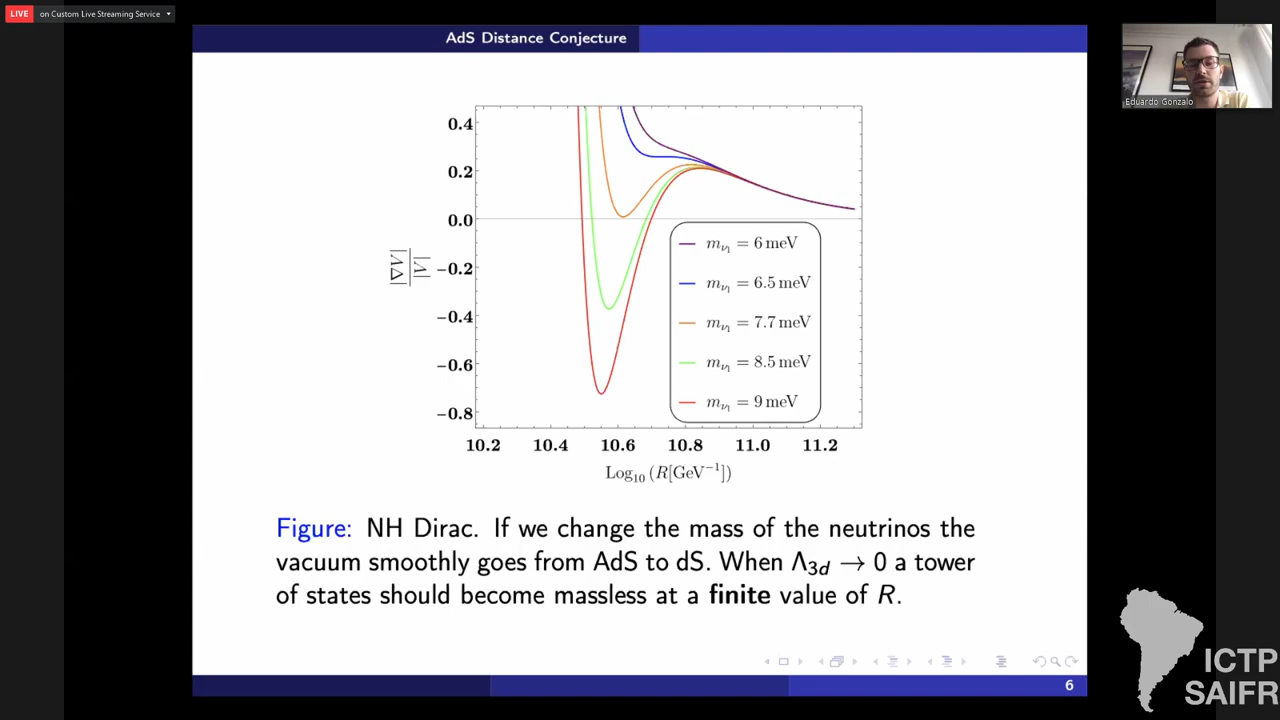 LIVE on Custom Live Streaming Service
AdS Distance Conjecture
Eduardo Gonzalo
0.4
0.2
0.0
−0.2
−0.4
−0.6
−0.8
|∇V|
|V|
m_ν₁ = 6 meV
m_ν₁ = 6.5 meV
m_ν₁ = 7.7 meV
m_ν₁ = 8.5 meV
m_ν₁ = 9 meV
10.2 10.4 10.6 10.8 11.0 11.2
Log₁₀ (R[GeV⁻¹])
Figure: NH Dirac. If we change the mass of the neutrinos the
vacuum smoothly goes from AdS to dS. When Λ₃d → 0 a tower
of states should become massless at a finite value of R.
6
ICTP
SAIFR